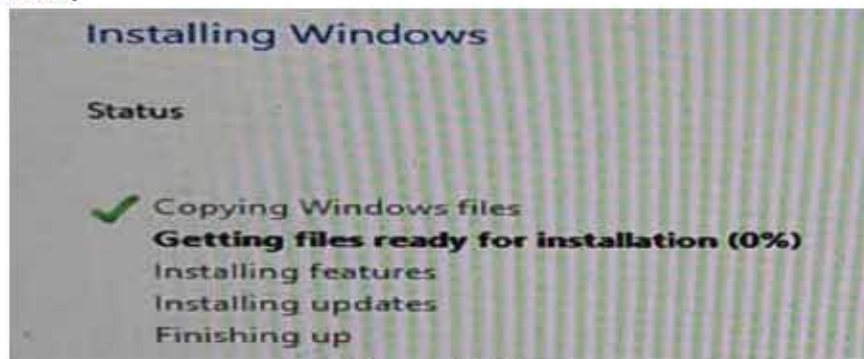 Installing Windows
Status
Copying Windows files
Getting files ready for installation (0%)
Installing features
Installing updates
Finishing up